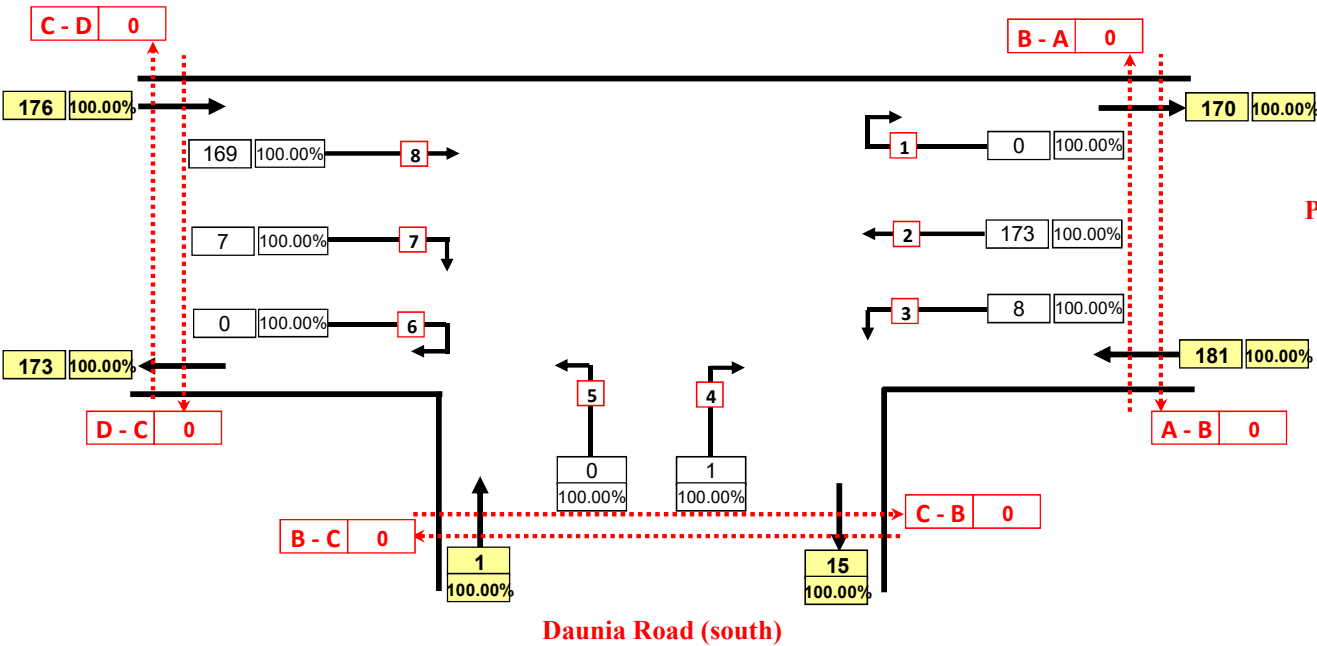 C - D 0
B - A 0
176 100.00%
170 100.00%
169 100.00% 8
1 0 100.00%
P
7 100.00% 7
2 173 100.00%
0 100.00% 6
3 8 100.00%
173 100.00%
181 100.00%
5
4
D - C 0
A - B 0
0
100.00%
1
100.00%
C - B 0
B - C 0
1
100.00%
15
100.00%
Daunia Road (south)